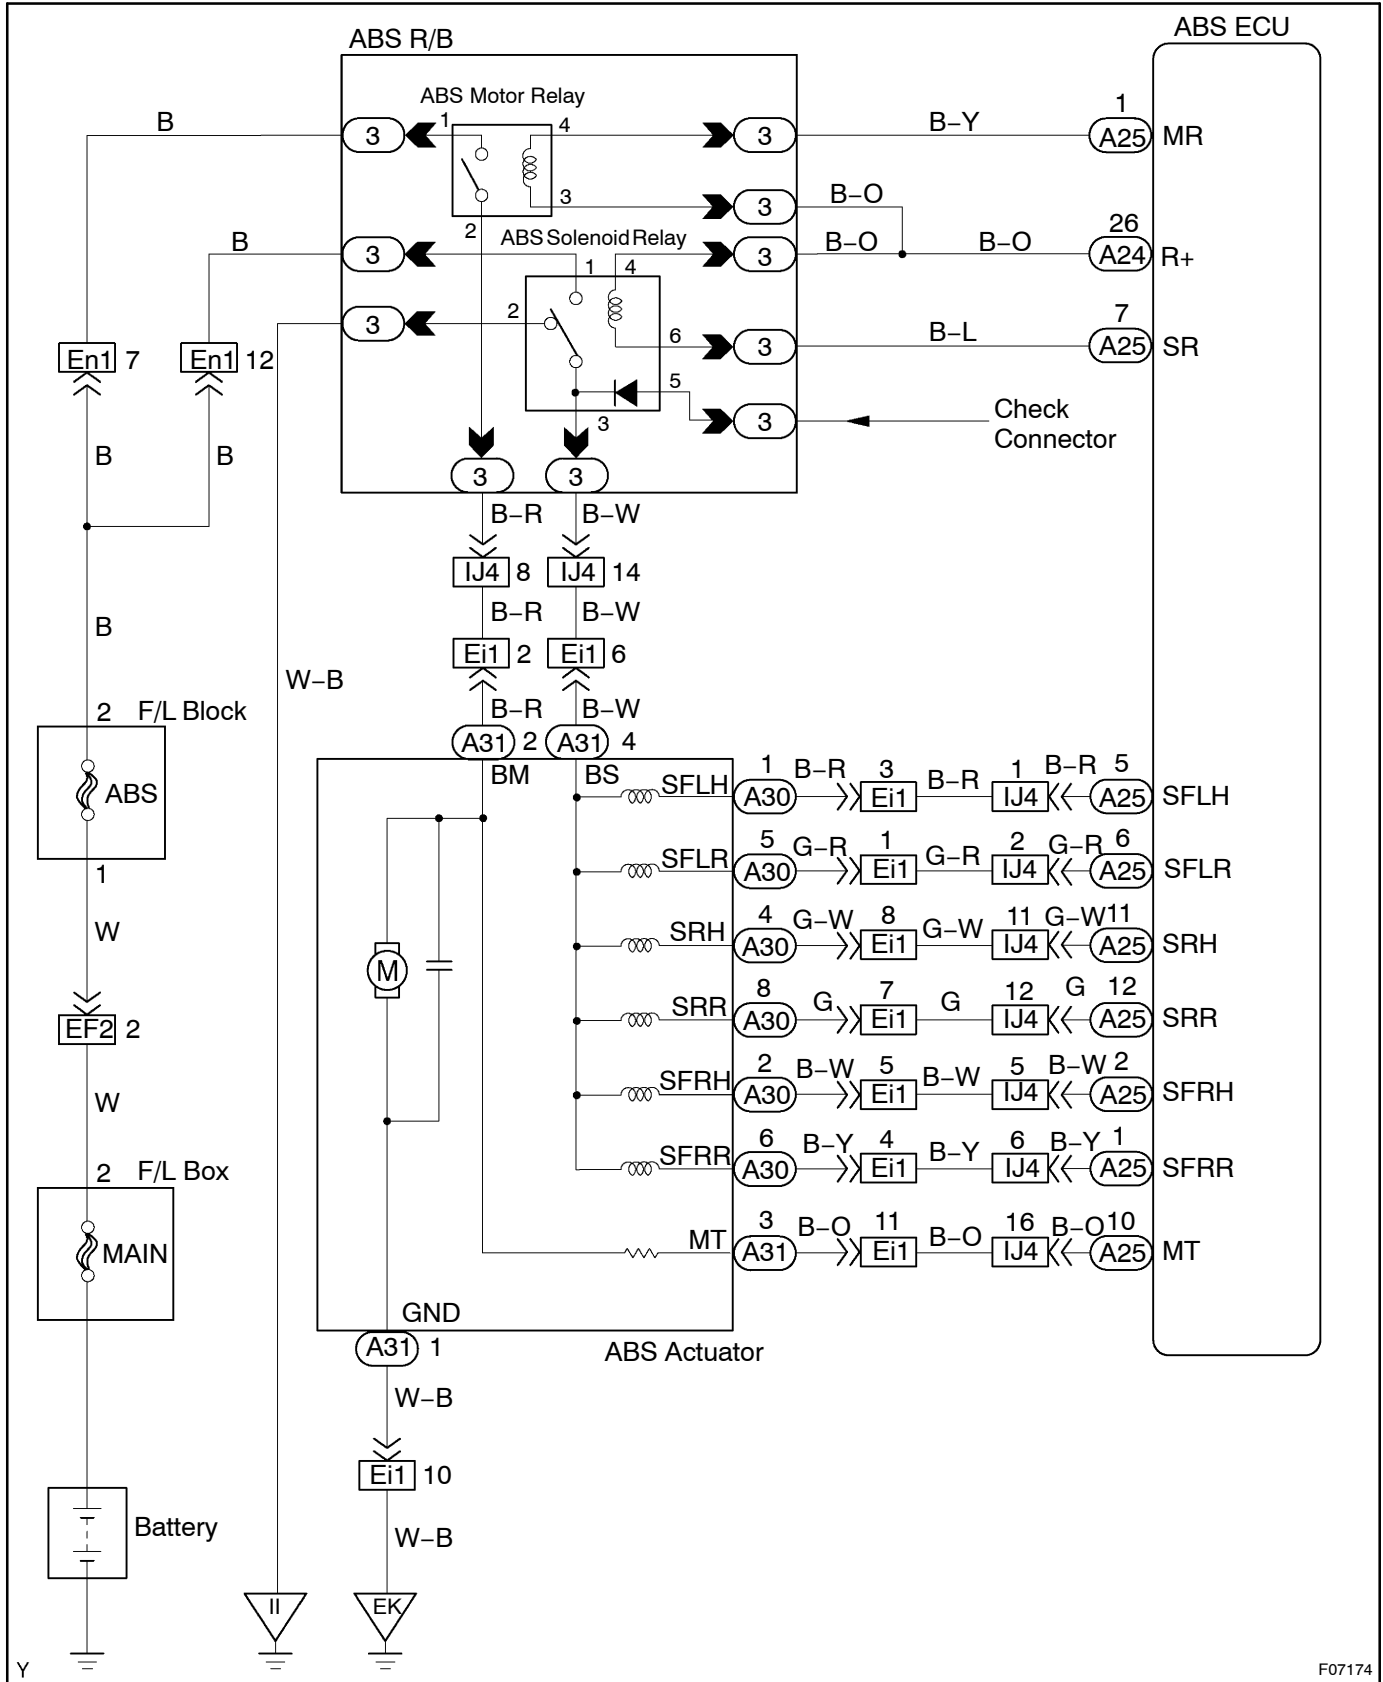 ABS ECU
ABS R/B
ABS Motor Relay
B
3
1
4
3
B–Y
1
A25
MR
3
3
B–O
2
ABS Solenoid Relay
B
3
1
4
3
B–O
B–O
26
A24
R+
3
2
6
3
B–L
7
A25
SR
En1 7
En1 12
5
3
Check
Connector
3
B
B
3
3
B–R
B–W
IJ4 8
IJ4 14
B–R
B–W
B
Ei1 2
Ei1 6
W–B
B–R
B–W
2 F/L Block
A31 2
A31 4
BM
BS
ABS
1
SFLH
1
A30
B–R
3
Ei1
B–R
1
IJ4
B–R
5
A25
SFLH
SFLR
5
A30
G–R
1
Ei1
G–R
2
IJ4
G–R
6
A25
SFLR
W
SRH
4
A30
G–W
8
Ei1
G–W
11
IJ4
G–W
11
A25
SRH
M
EF2 2
SRR
8
A30
G
7
Ei1
G
12
IJ4
G
12
A25
SRR
W
SFRH
2
A30
B–W
5
Ei1
B–W
5
IJ4
B–W
2
A25
SFRH
2 F/L Box
SFRR
6
A30
B–Y
4
Ei1
B–Y
6
IJ4
B–Y
1
A25
SFRR
MAIN
MT
3
A31
B–O
11
Ei1
B–O
16
IJ4
B–O
10
A25
MT
GND
A31 1
ABS Actuator
W–B
Ei1 10
Battery
W–B
II
EK
Y
F07174